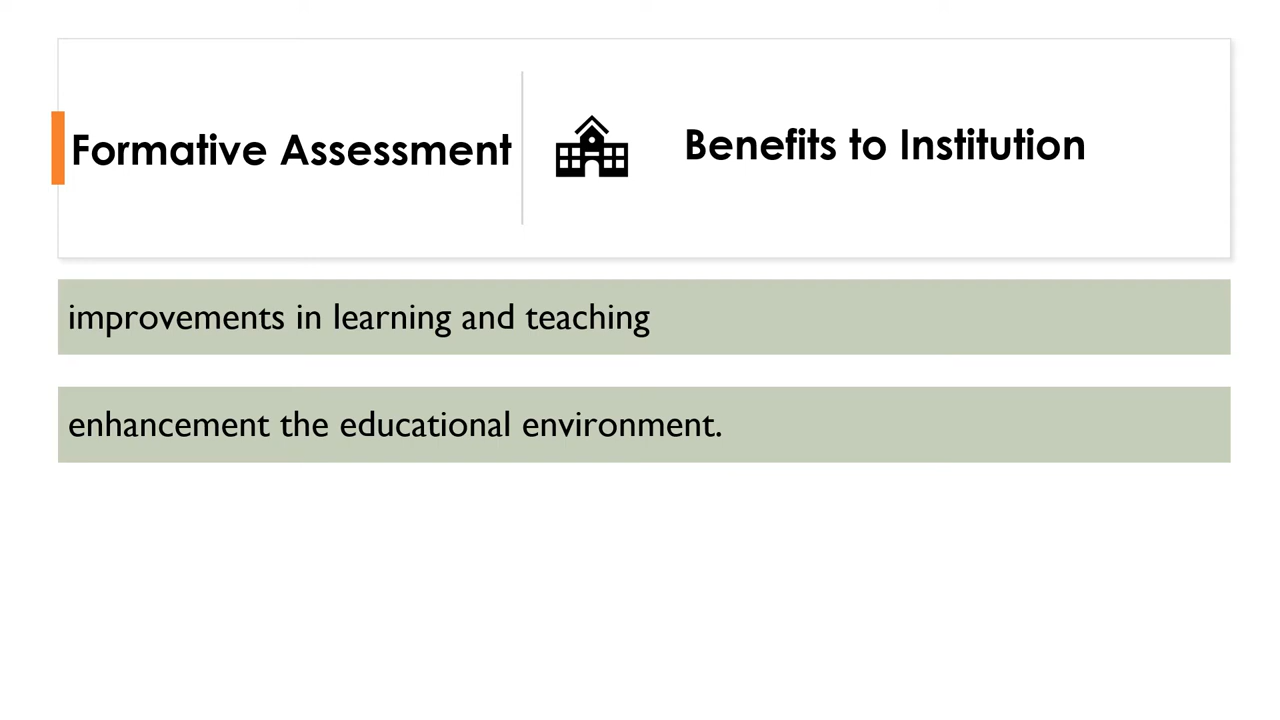 Formative Assessment
Benefits to Institution
improvements in learning and teaching
enhancement the educational environment.